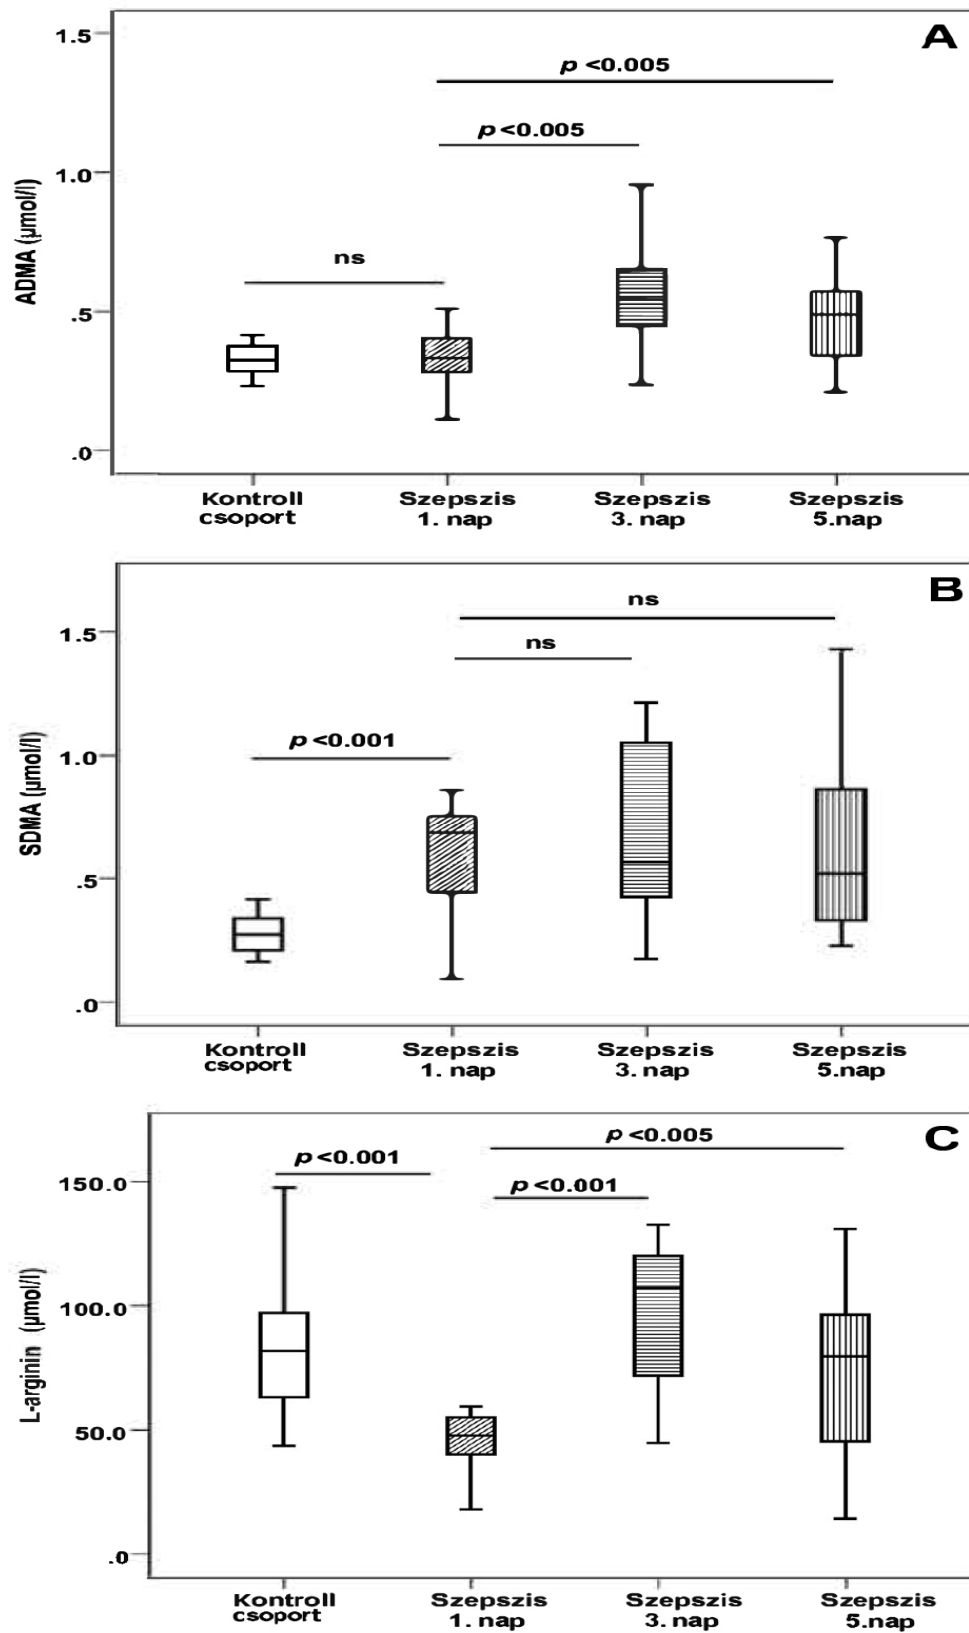 A
1.5
p <0.005
p<0.005
1.0
ADMA (µmol/l)
ns
.5
.0
Kontroll csoport
Szepszis 1. nap
Szepszis 3. nap
Szepszis 5.nap
B
ns
1.5
ns
p<0.001
1.0
SDMA (µmol/l)
.5
.0
Kontroll csoport
Szepszis 1. nap
Szepszis 3. nap
Szepszis 5.nap
C
p<0.005
p<0.001
150.0
p<0.001
100.0
L-arginin (µmol/l)
50.0
.0
Kontroll csoport
Szepszis 1. nap
Szepszis 3. nap
Szepszis 5.nap